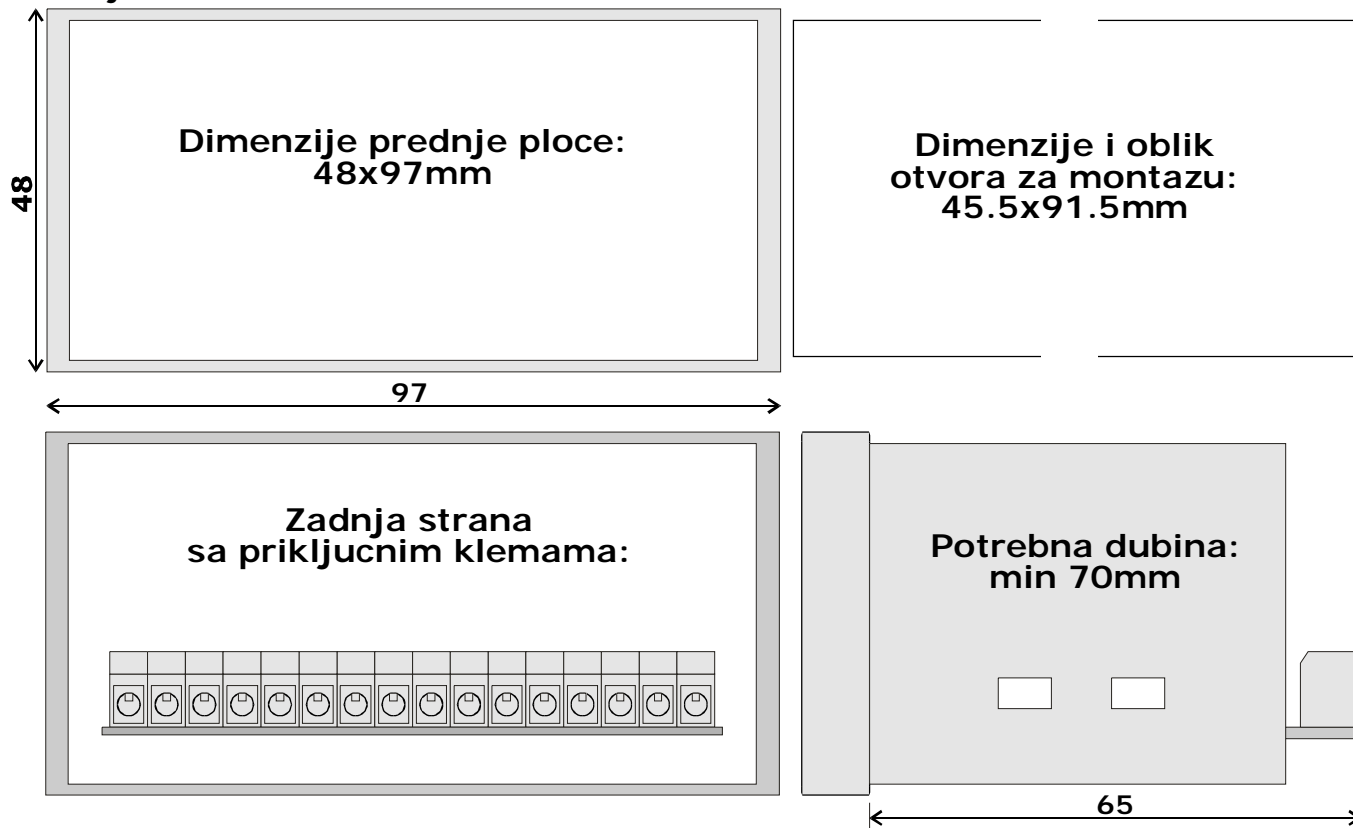 Dimenzije prednje ploce:
48x97mm
Dimenzije i oblik
otvora za montazu:
45.5x91.5mm
48
97
Zadnja strana
sa prikljucnim klemama:
Potrebna dubina:
min 70mm
65